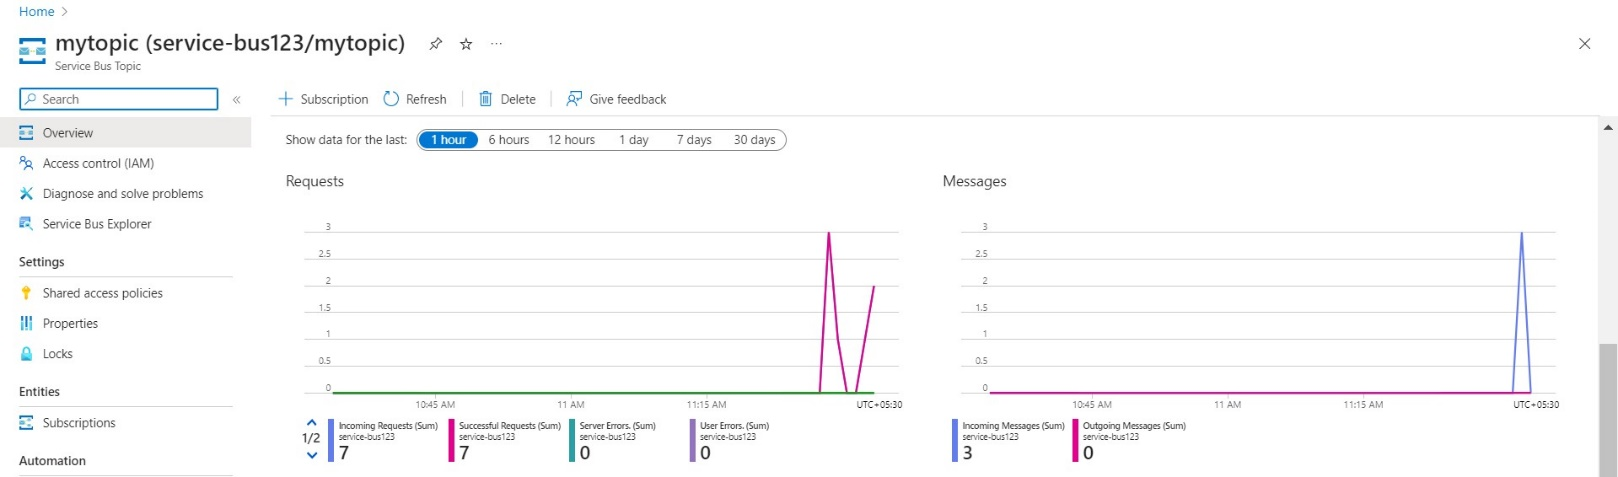 Home >
mytopic (service-bus123/mytopic) ...
Service Bus Topic
Search «
Overview
Access control (IAM)
Diagnose and solve problems
Service Bus Explorer
Settings
Shared access policies
Properties
Locks
Entities
Subscriptions
Automation
+ Subscription Refresh Delete Give feedback
Show data for the last: 1 hour 6 hours 12 hours 1 day 7 days 30 days
Requests
3
2.5
2
1.5
1
0.5
0
10:45 AM 11 AM 11:15 AM UTC+05:30
1/2
Incoming Requests (Sum)
service-bus123
7
Successful Requests (Sum)
service-bus123
7
Server Errors. (Sum)
service-bus123
0
User Errors. (Sum)
service-bus123
0
Messages
3
2.5
2
1.5
1
0.5
0
10:45 AM 11 AM 11:15 AM UTC+05:30
Incoming Messages (Sum)
service-bus123
3
Outgoing Messages (Sum)
service-bus123
0